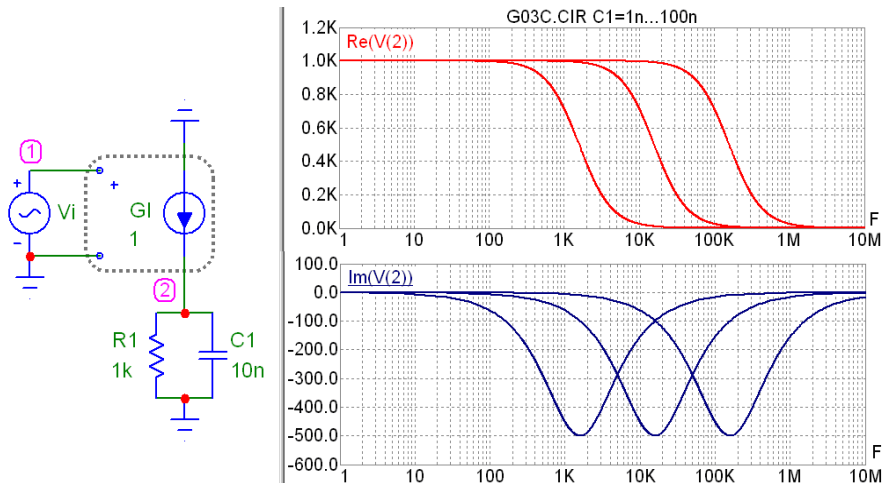 1
+
-
Vi
+
GI
1
2
R1
1k
C1
10n
G03C.CIR C1=1n...100n
Re(V(2))
1.2K
1.0K
0.8K
0.6K
0.4K
0.2K
0.0K
1 10 100 1K 10K 100K 1M 10M
F
Im(V(2))
100.0
0.0
-100.0
-200.0
-300.0
-400.0
-500.0
-600.0
1 10 100 1K 10K 100K 1M 10M
F